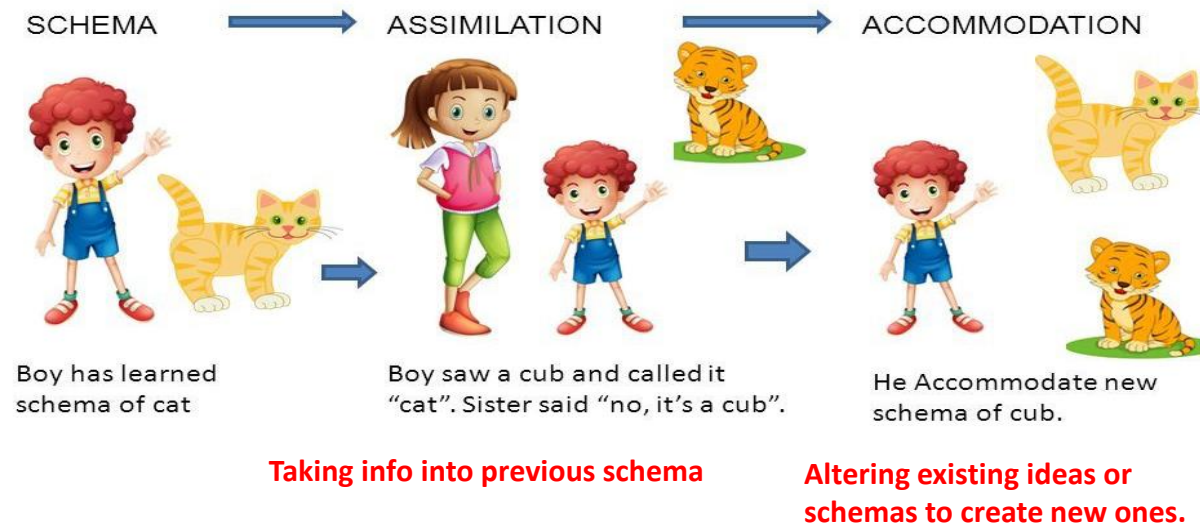 SCHEMA
ASSIMILATION
ACCOMMODATION
Boy has learned
schema of cat
Boy saw a cub and called it
“cat”. Sister said “no, it’s a cub”.
He Accommodate new
schema of cub.
Taking info into previous schema
Altering existing ideas or
schemas to create new ones.